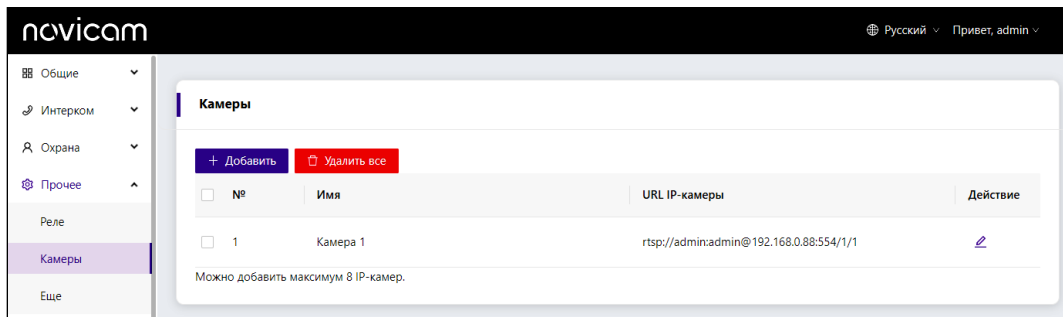 novicam
Русский Привет, admin
Общие
Интерком
Охрана
Прочее
Реле
Камеры
Еще
Камеры
+ Добавить Удалить все
№ Имя URL IP-камеры Действие
1 Камера 1 rtsp://admin:admin@192.168.0.88:554/1/1
Можно добавить максимум 8 IP-камер.